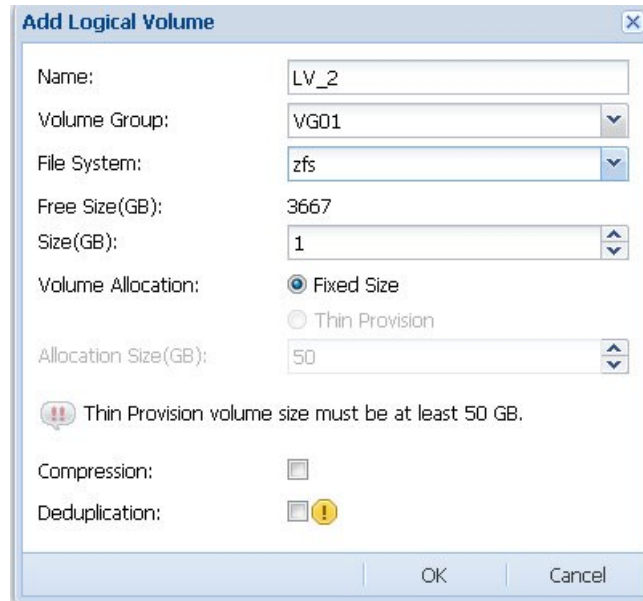 Add Logical Volume
Name: LV_2
Volume Group: VG01
File System: zfs
Free Size(GB): 3667
Size(GB): 1
Volume Allocation: Fixed Size
Thin Provision
Allocation Size(GB): 50
!! Thin Provision volume size must be at least 50 GB.
Compression:
Deduplication: !
OK Cancel